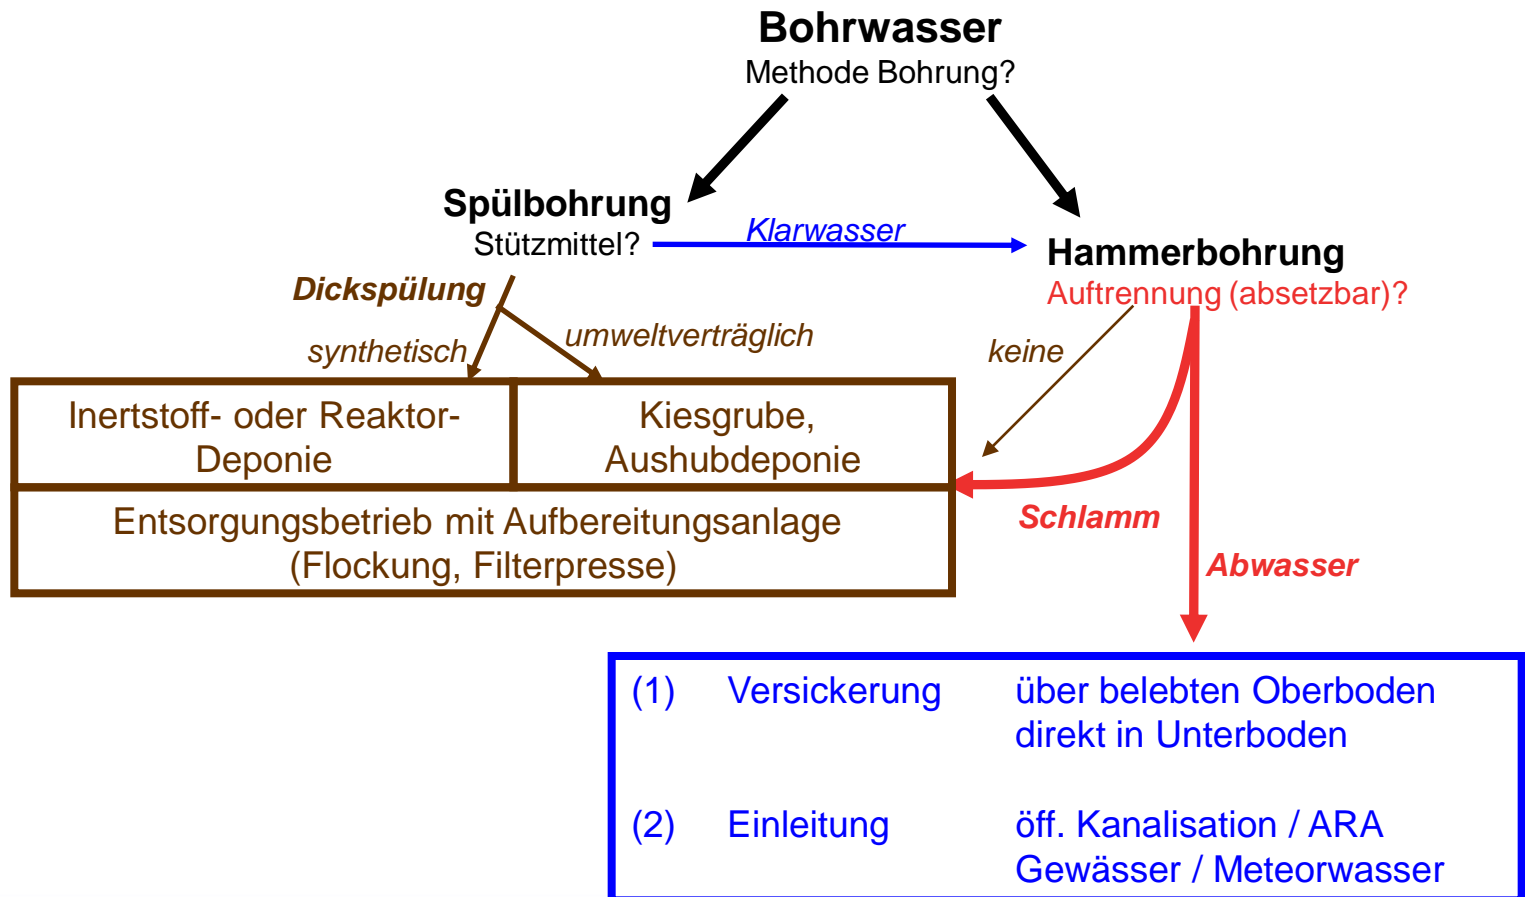 Bohrwasser
Methode Bohrung?
Spülbohrung
Stützmittel?
Klarwasser
Hammerbohrung
Auftrennung (absetzbar)?
Dickspülung
synthetisch
umweltverträglich
keine
Inertstoff- oder Reaktor-
Deponie
Kiesgrube,
Aushubdeponie
Entsorgungsbetrieb mit Aufbereitungsanlage
(Flockung, Filterpresse)
Schlamm
Abwasser
(1) Versickerung über belebten Oberboden
direkt in Unterboden
(2) Einleitung öff. Kanalisation / ARA
Gewässer / Meteorwasser